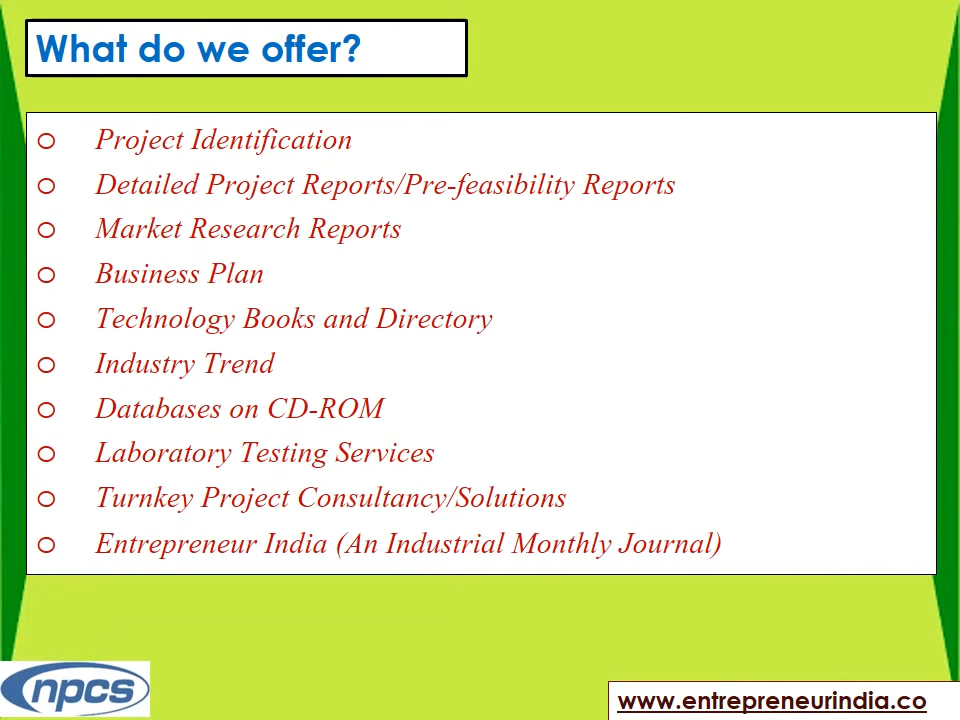 What do we offer?
Project Identification
Detailed Project Reports/Pre-feasibility Reports
Market Research Reports
Business Plan
Technology Books and Directory
Industry Trend
Databases on CD-ROM
Laboratory Testing Services
Turnkey Project Consultancy/Solutions
Entrepreneur India (An Industrial Monthly Journal)
npcs
www.entrepreneurindia.co